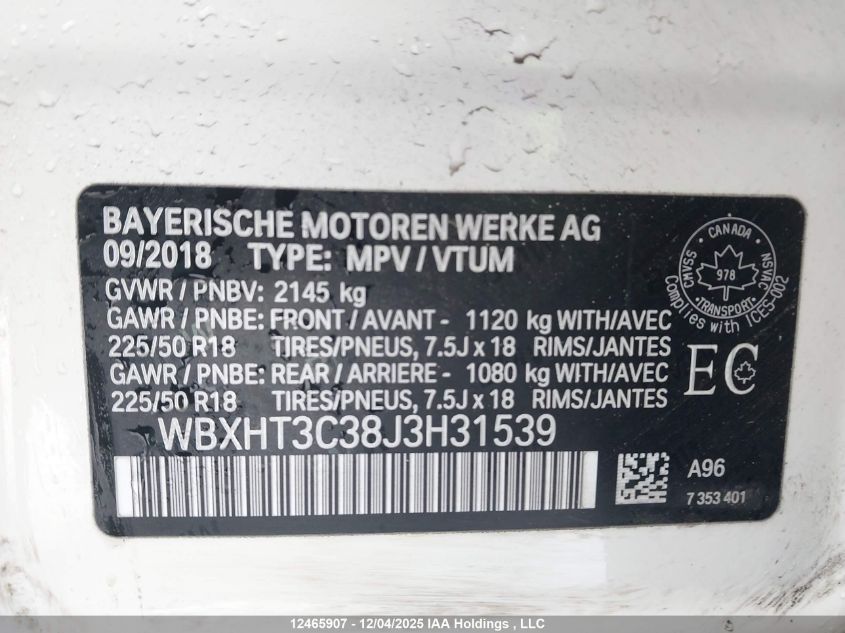 BAYERISCHE MOTOREN WERKE AG
09/2018 TYPE: MPV / VTUM
GVWR / PNBV: 2145 kg
GAWR / PNBE: FRONT / AVANT - 1120 kg WITH/AVEC
225/50 R18 TIRES/PNEUS, 7.5J x 18 RIMS/JANTES
GAWR / PNBE: REAR / ARRIERE - 1080 kg WITH/AVEC
225/50 R18 TIRES/PNEUS, 7.5J x 18 RIMS/JANTES
WBXHT3C38J3H31539
CANADA
CMVSS
978
NSVAC
TRANSPORT
Complies with ICES-002
EC
A96
7 353 401
12465907 - 12/04/2025 IAA Holdings , LLC